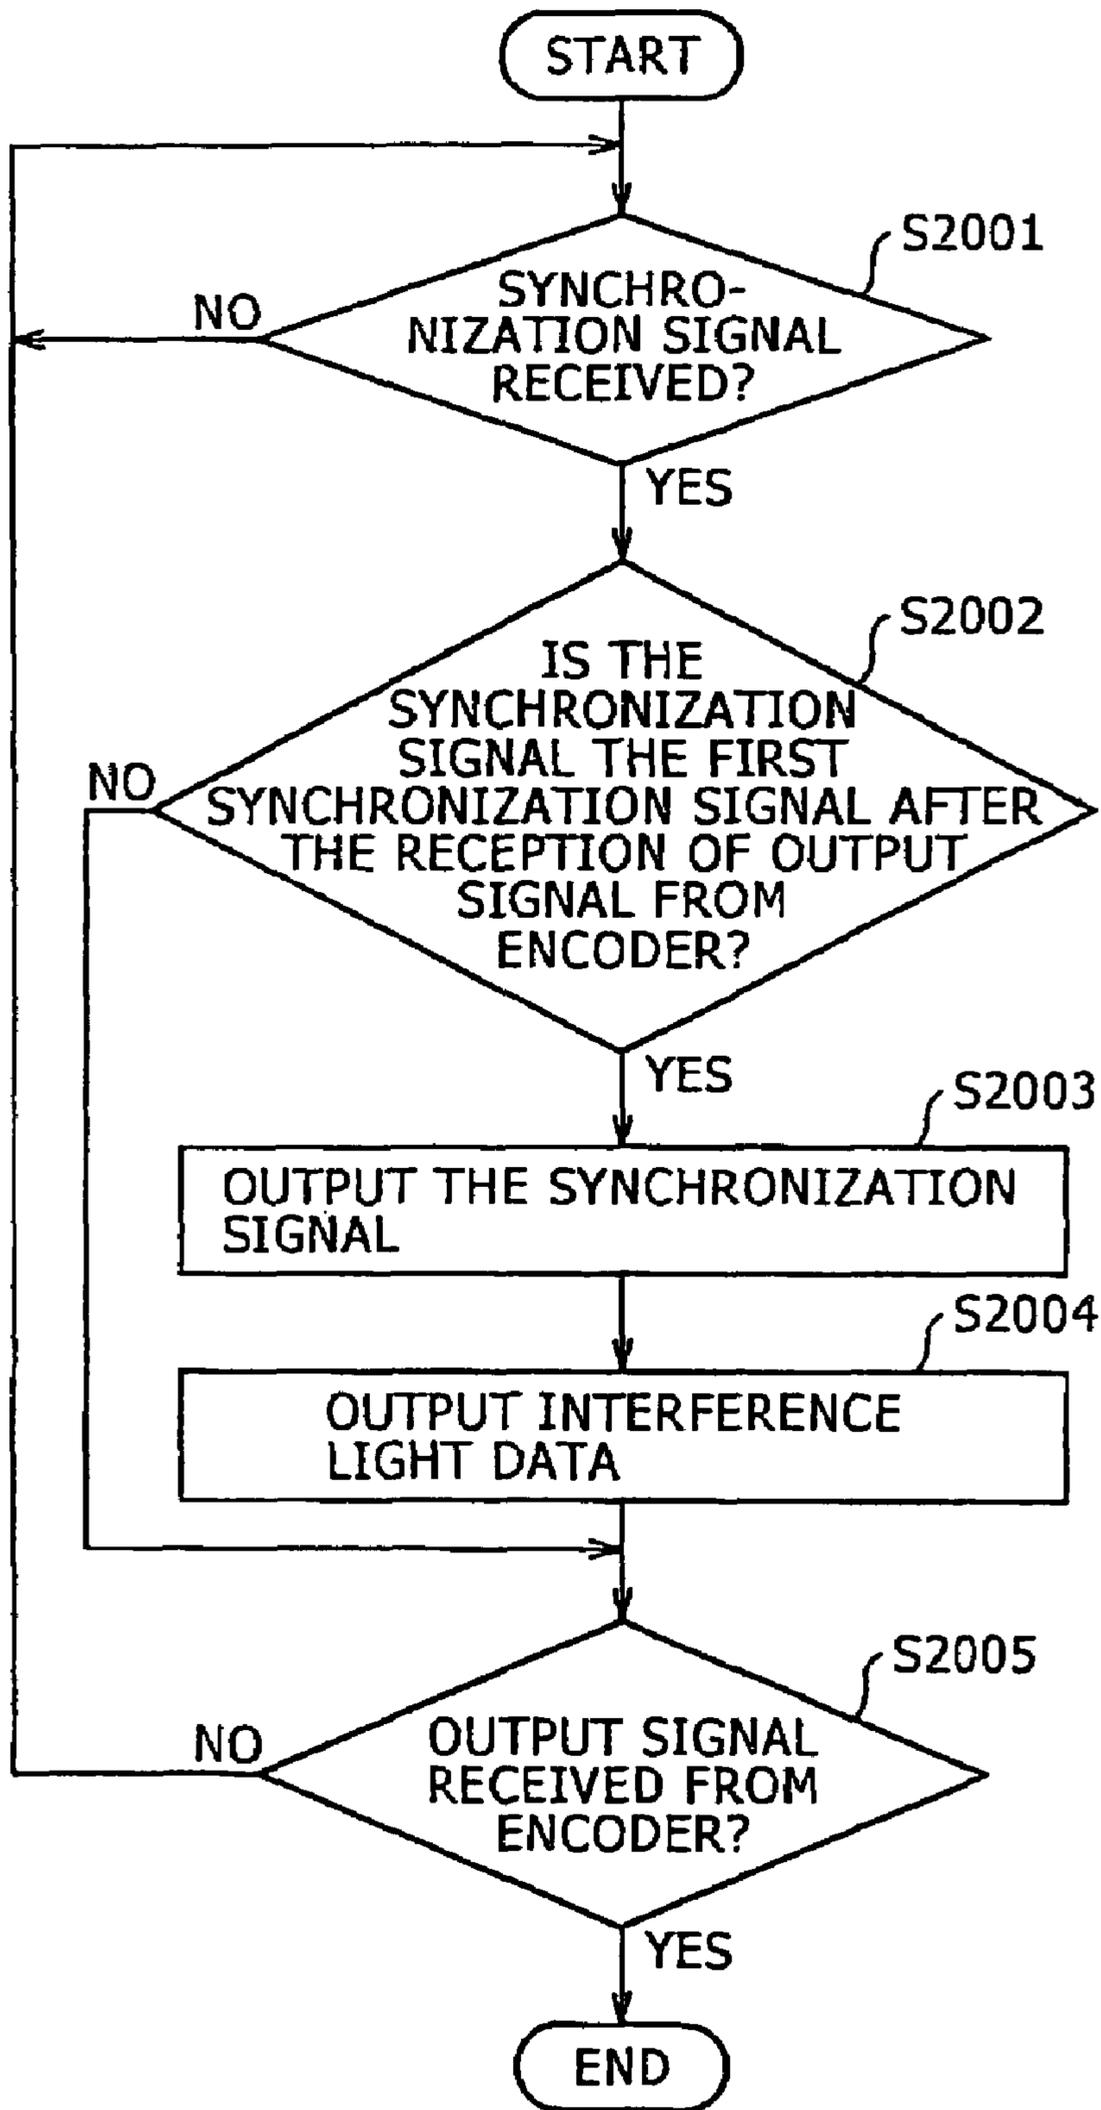 START
S2001
SYNCHRO-
NIZATION SIGNAL
RECEIVED?
NO
YES
S2002
IS THE
SYNCHRONIZATION
SIGNAL THE FIRST
SYNCHRONIZATION SIGNAL AFTER
THE RECEPTION OF OUTPUT
SIGNAL FROM
ENCODER?
NO
YES
S2003
OUTPUT THE SYNCHRONIZATION
SIGNAL
S2004
OUTPUT INTERFERENCE
LIGHT DATA
S2005
OUTPUT SIGNAL
RECEIVED FROM
ENCODER?
NO
YES
END